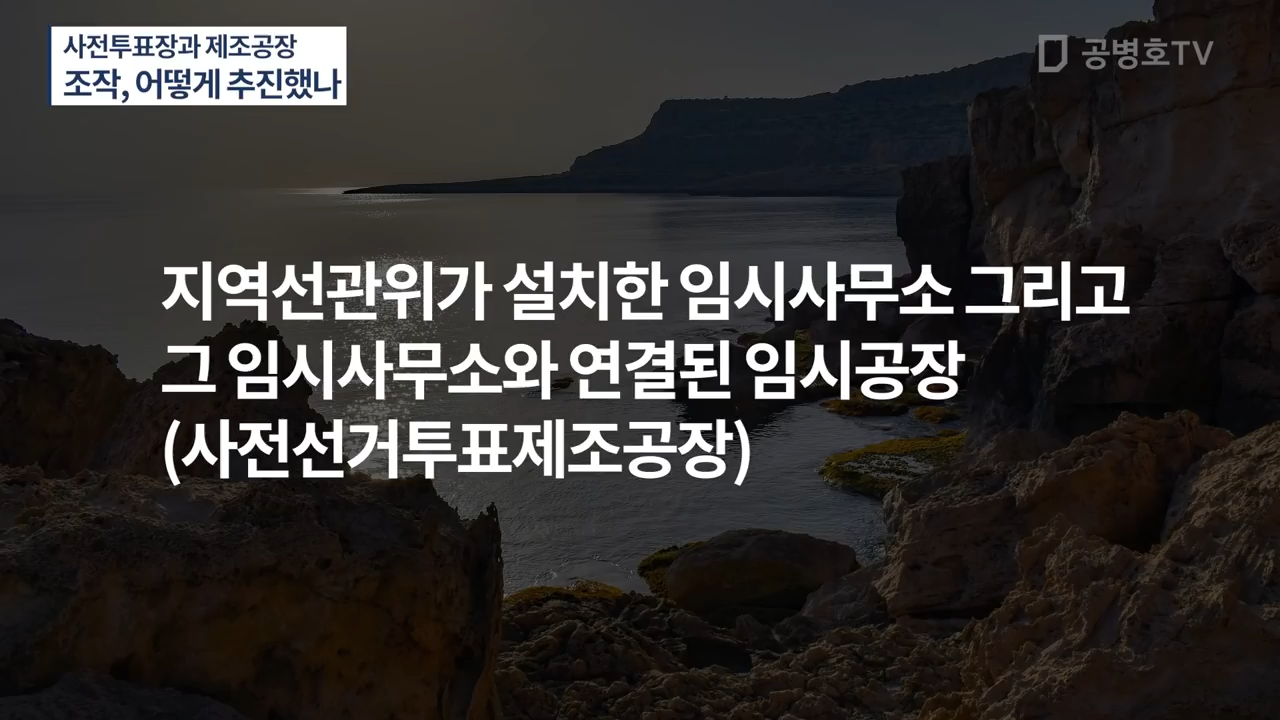 사전투표장과 제조공장
조작, 어떻게 추진했나
공병호TV
지역선관위가 설치한 임시사무소 그리고
그 임시사무소와 연결된 임시공장
(사전선거투표제조공장)